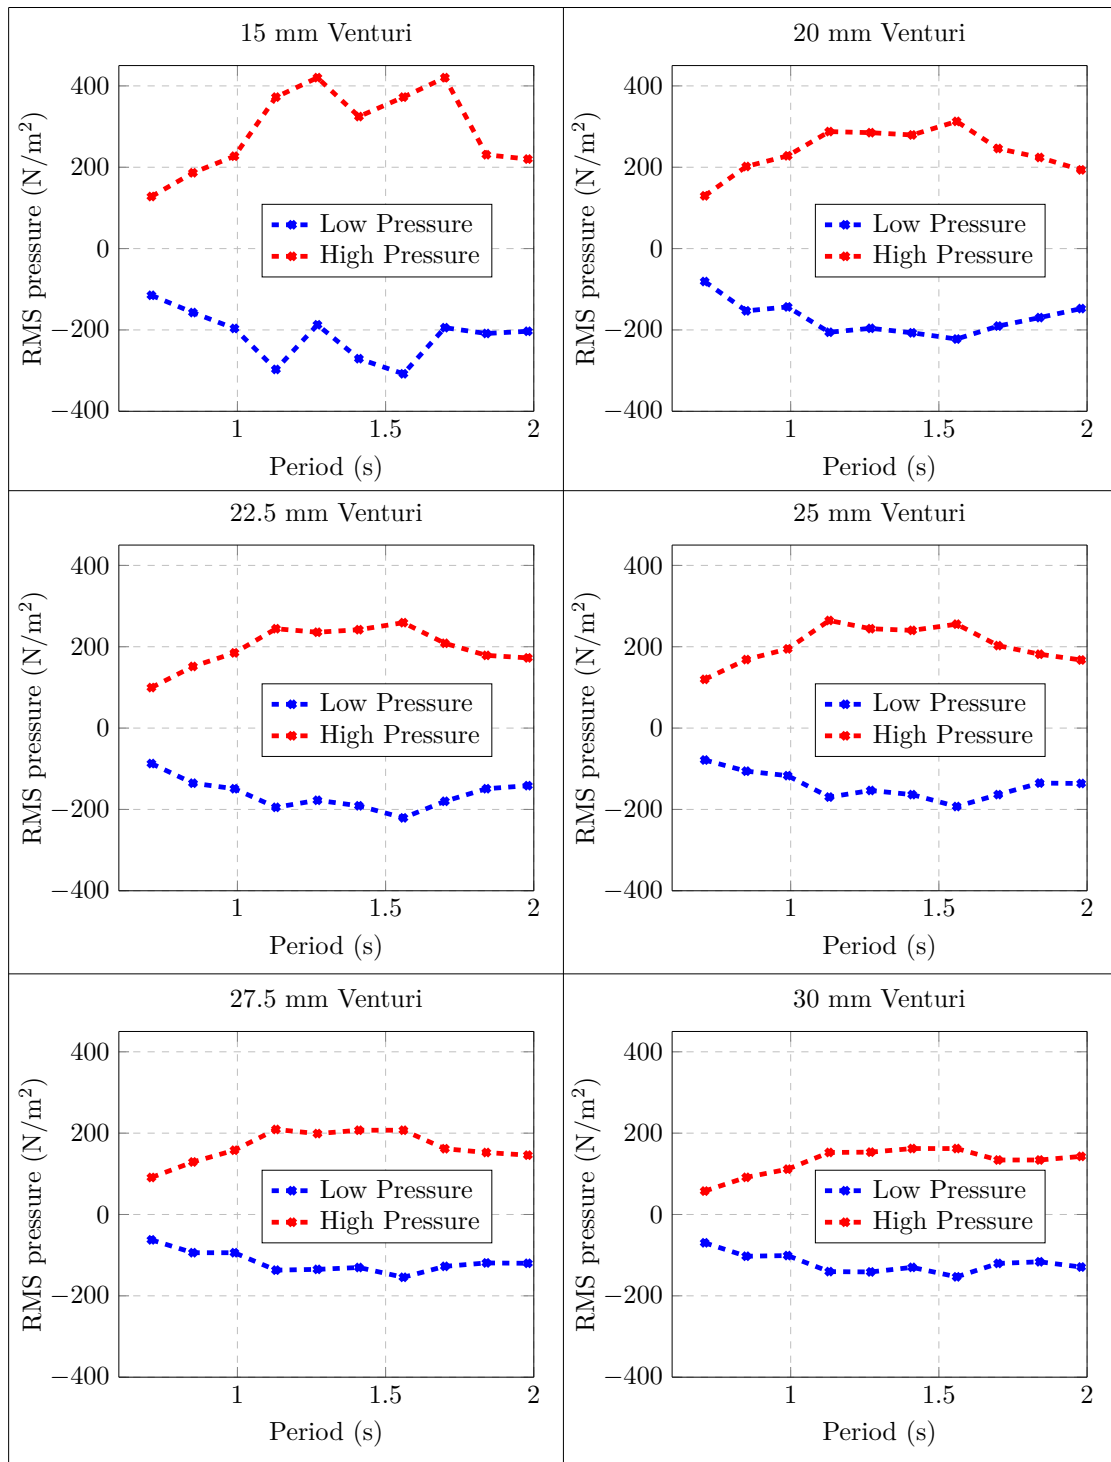 15 mm Venturi
400
200
0
−200
−400
1
1.5
2
Period (s)
RMS pressure (N/m²)
Low Pressure
High Pressure
20 mm Venturi
400
200
0
−200
−400
1
1.5
2
Period (s)
RMS pressure (N/m²)
Low Pressure
High Pressure
22.5 mm Venturi
400
200
0
−200
−400
1
1.5
2
Period (s)
RMS pressure (N/m²)
Low Pressure
High Pressure
25 mm Venturi
400
200
0
−200
−400
1
1.5
2
Period (s)
RMS pressure (N/m²)
Low Pressure
High Pressure
27.5 mm Venturi
400
200
0
−200
−400
1
1.5
2
Period (s)
RMS pressure (N/m²)
Low Pressure
High Pressure
30 mm Venturi
400
200
0
−200
−400
1
1.5
2
Period (s)
RMS pressure (N/m²)
Low Pressure
High Pressure